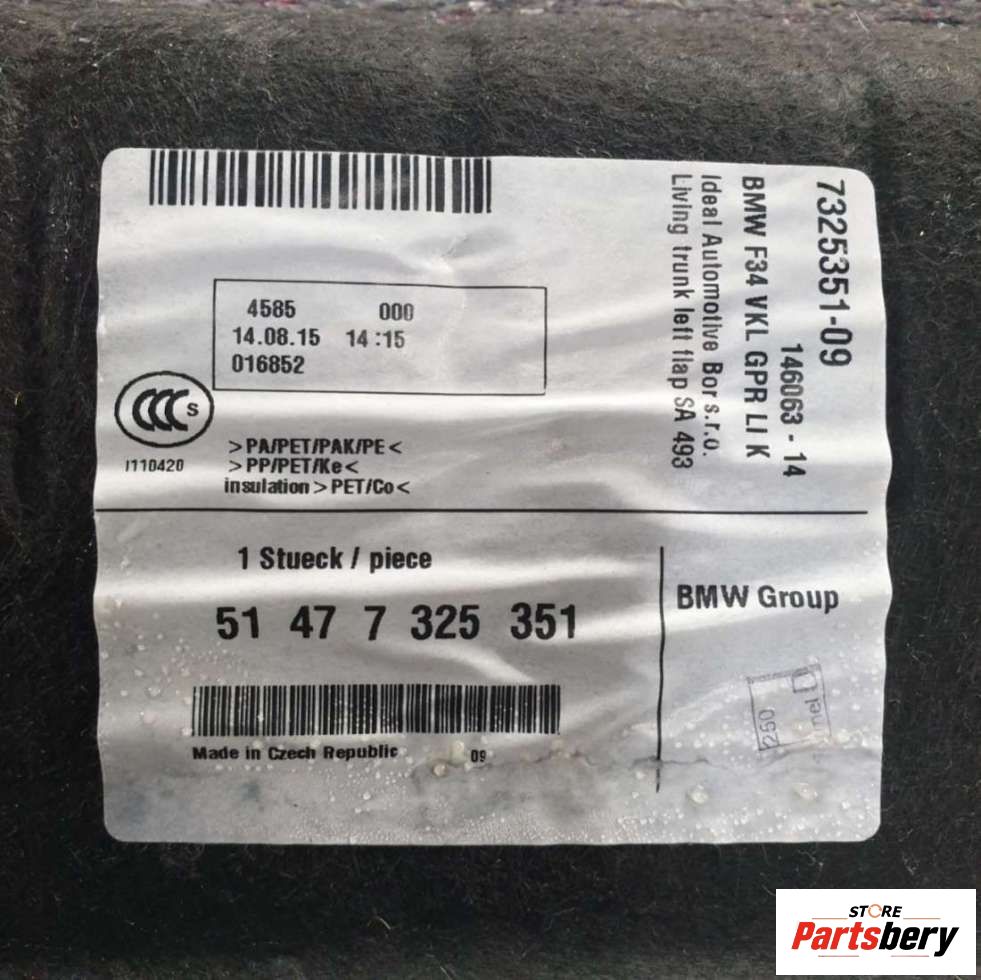 7325351-09
146063 - 14
BMW F34 VKL GPR LI K
Ideal Automotive Bor s.r.o.
Living trunk left flap SA 493
4585 000
14.08.15 14:15
016852
CCC S
I110420
>PA/PET/PAK/PE<
>PP/PET/Ke<
insulation >PET/Co<
1 Stueck / piece
51 47 7 325 351
BMW Group
260
Made in Czech Republic 09
STORE
Partsbery